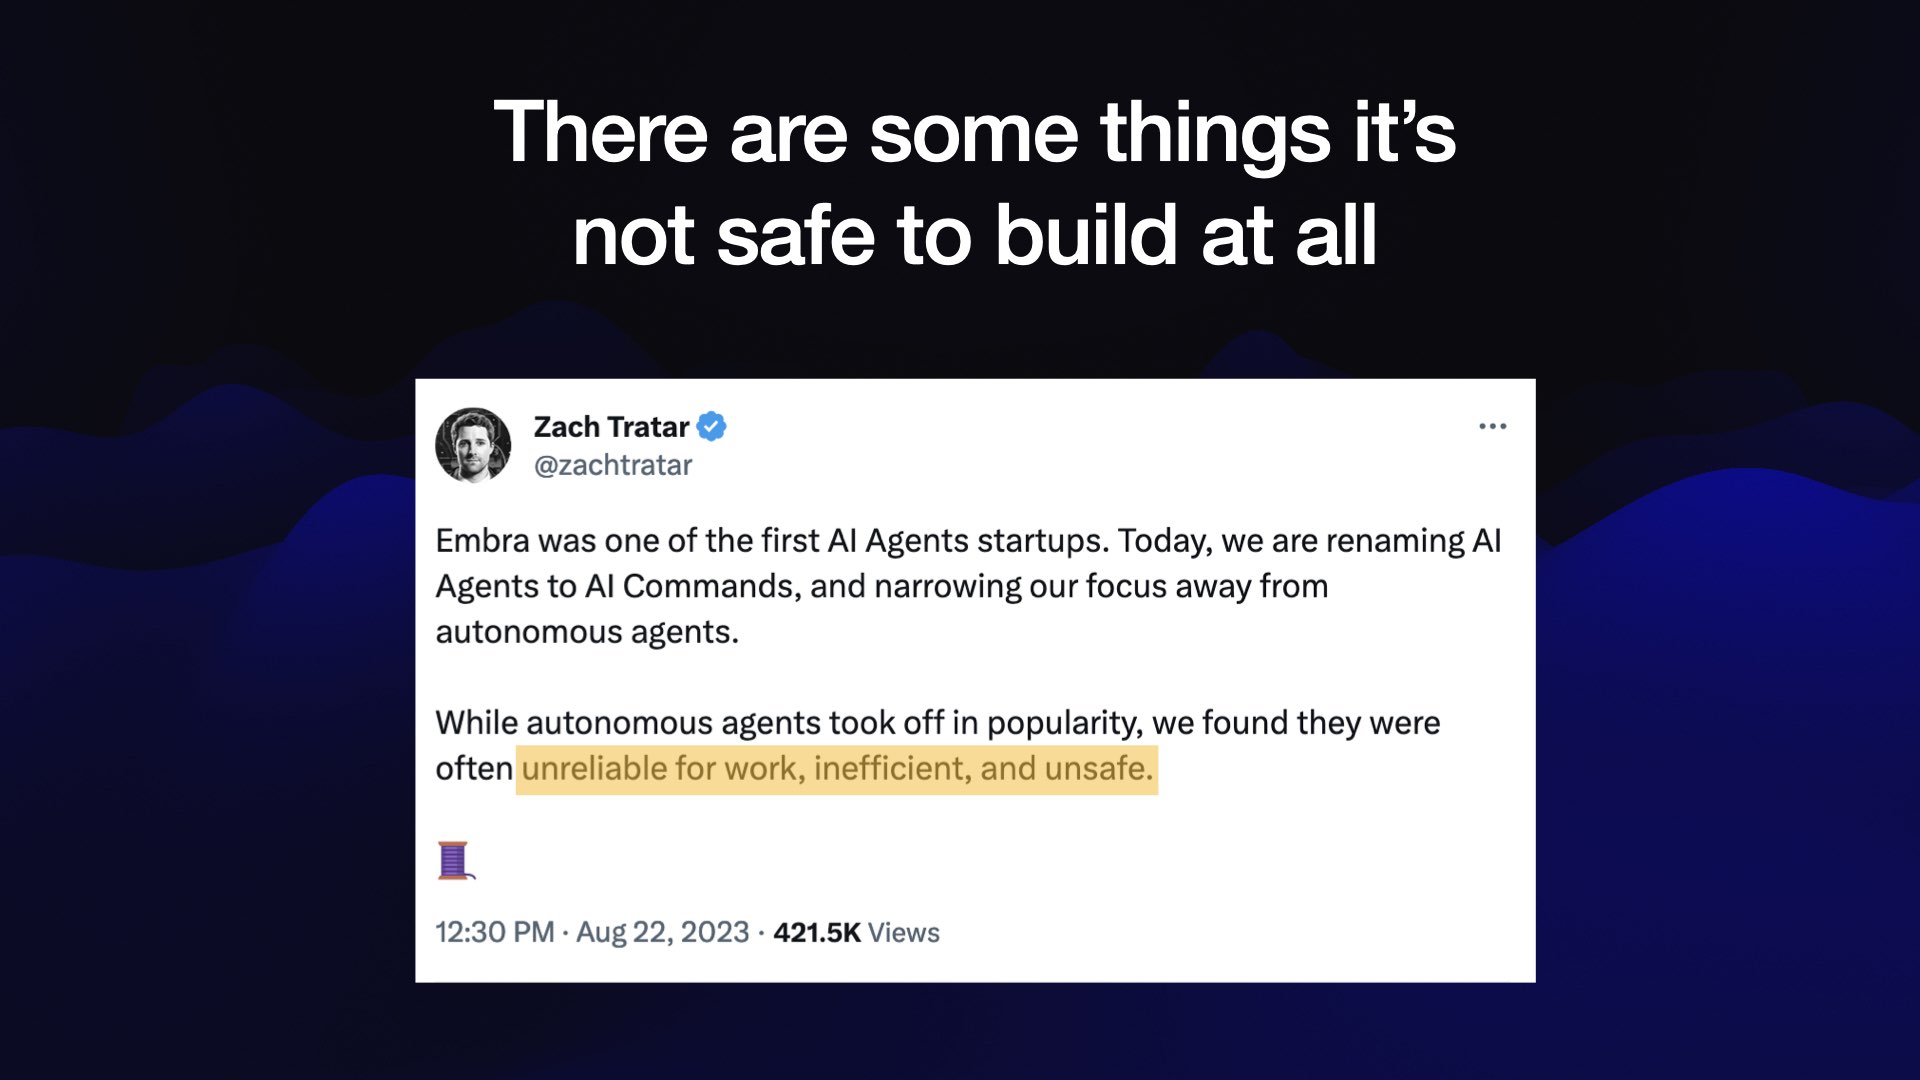 There are some things it’s
not safe to build at all
Zach Tratar
@zachtratar
Embra was one of the first AI Agents startups. Today, we are renaming AI
Agents to AI Commands, and narrowing our focus away from
autonomous agents.
While autonomous agents took off in popularity, we found they were
often unreliable for work, inefficient, and unsafe.
12:30 PM · Aug 22, 2023 · 421.5K Views